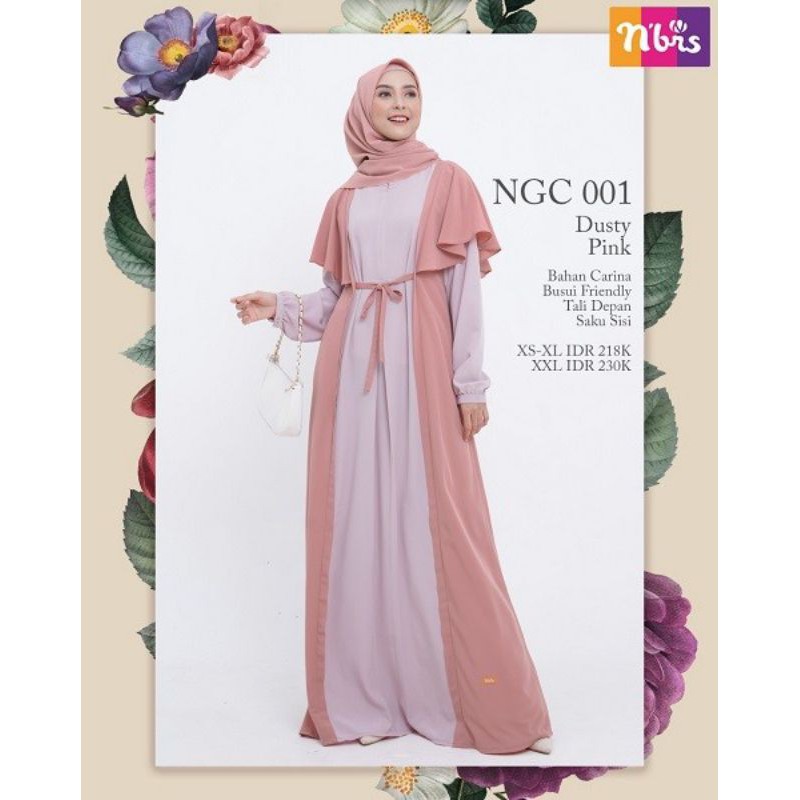 n'brs
NGC 001
Dusty
Pink
Bahan Carina
Busui Friendly
Tali Depan
Saku Sisi
XS-XL IDR 218K
XXL IDR 230K